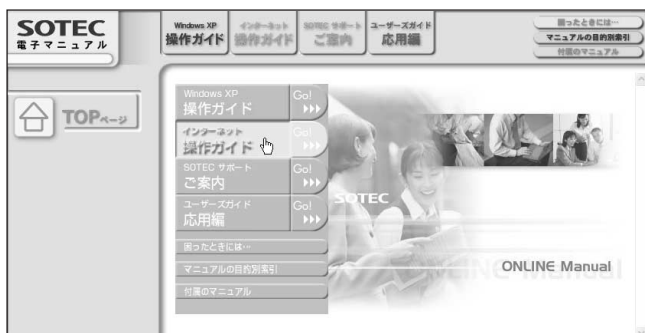 SOTEC
電子マニュアル
Windows XP
操作ガイド
インターネット
操作ガイド
SOTEC サポート
ご案内
ユーザーズガイド
応用編
困ったときには…
マニュアルの目的別索引
付属のマニュアル
TOPページ
Windows XP
操作ガイド
Go!
インターネット
操作ガイド
Go!
SOTEC サポート
ご案内
Go!
ユーザーズガイド
応用編
Go!
困ったときには…
マニュアルの目的別索引
付属のマニュアル
SOTEC
ONLINE Manual
ONLINE Manual